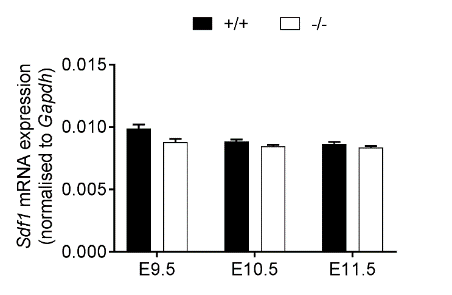 +/+ -/-
Sdf1 mRNA expression
(normalised to Gapdh)
0.015
0.010
0.005
0.000
E9.5 E10.5 E11.5